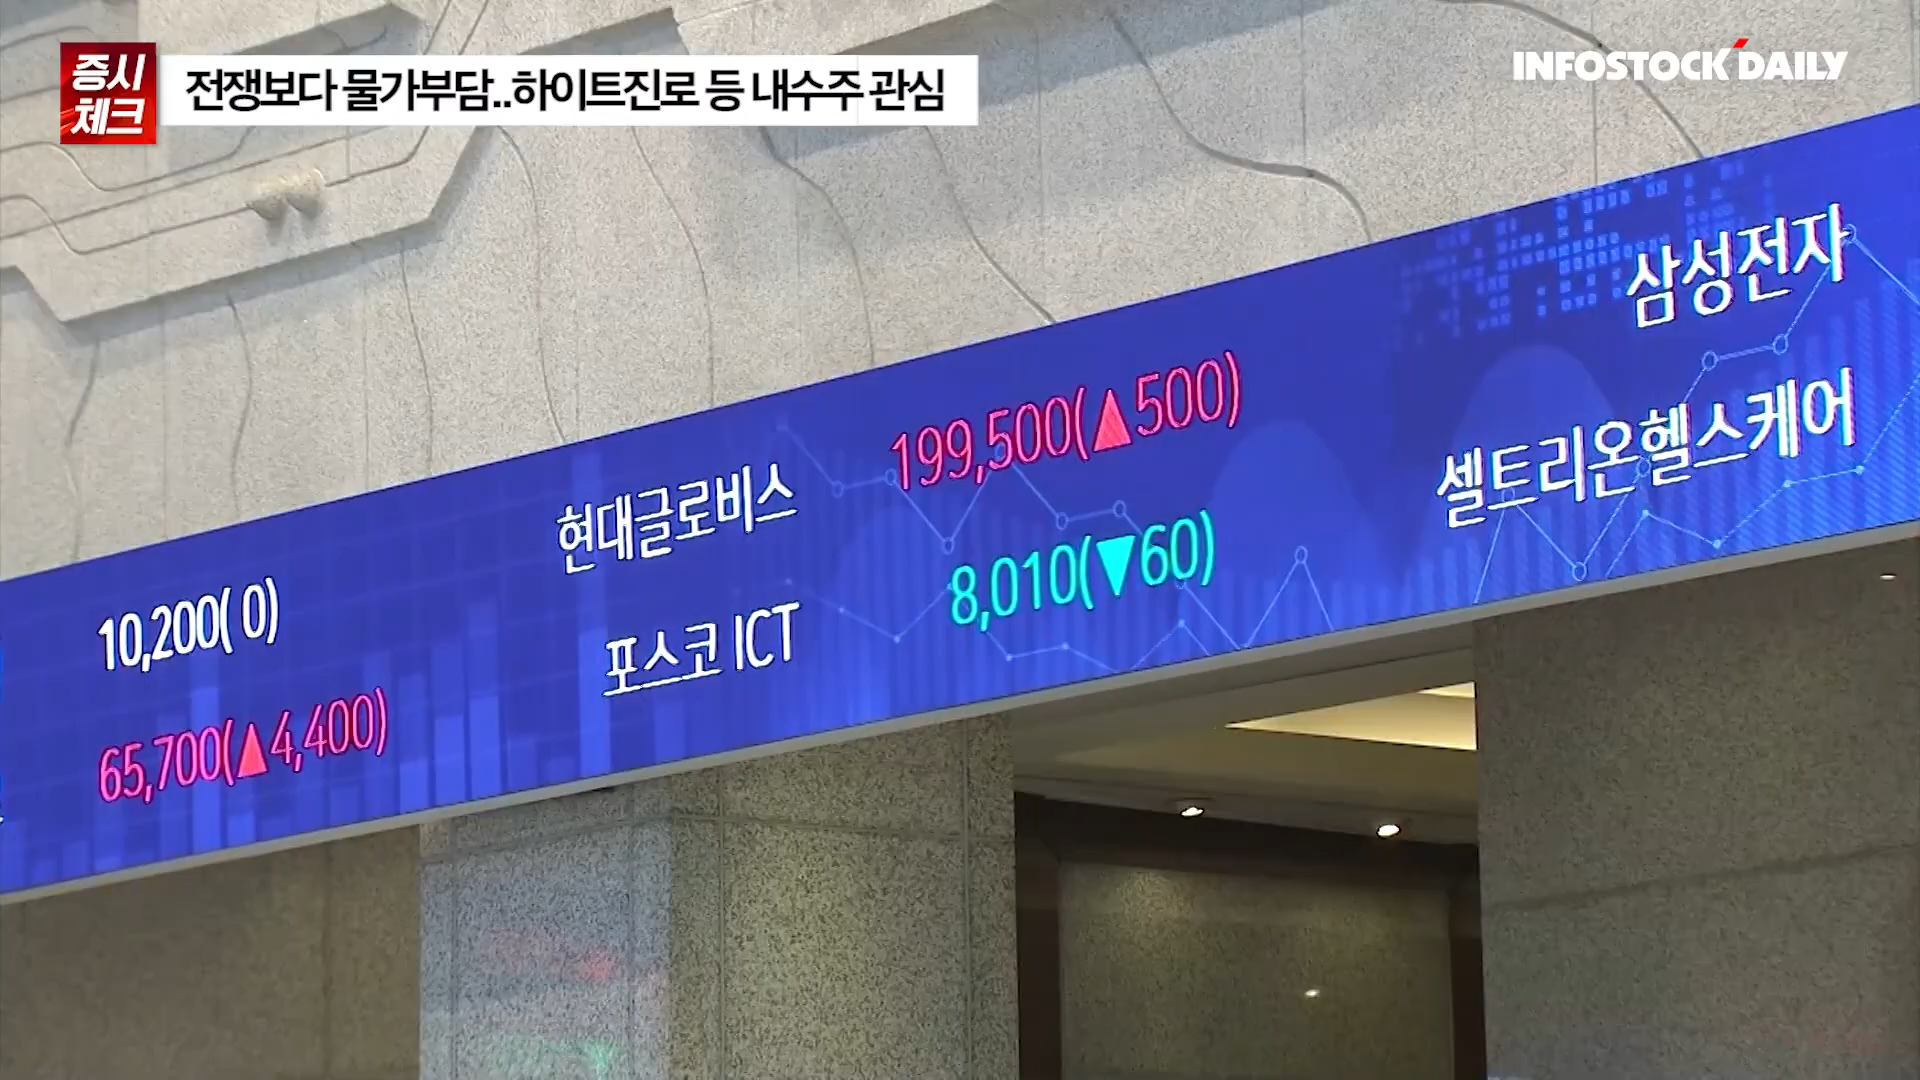 증시
체크
전쟁보다 물가부담..하이트진로 등 내수주 관심
INFOSTOCK DAILY
10,200( 0) 현대글로비스 199,500(▲500) 삼성전자
65,700(▲4,400) 포스코 ICT 8,010(▼60) 셀트리온헬스케어